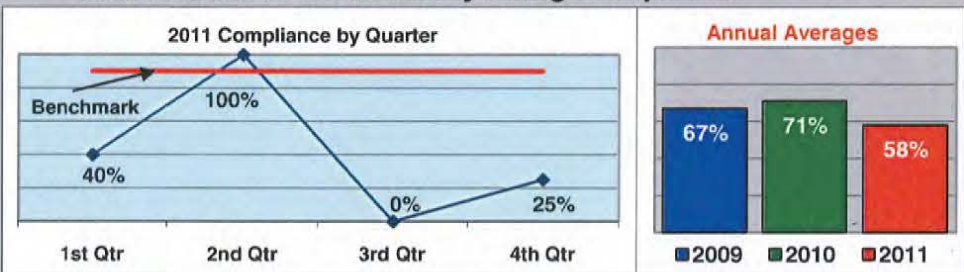 2011 Compliance by Quarter
Benchmark
40%
100%
0%
25%
1st Qtr 2nd Qtr 3rd Qtr 4th Qtr
Annual Averages
67%
71%
58%
2009 2010 2011